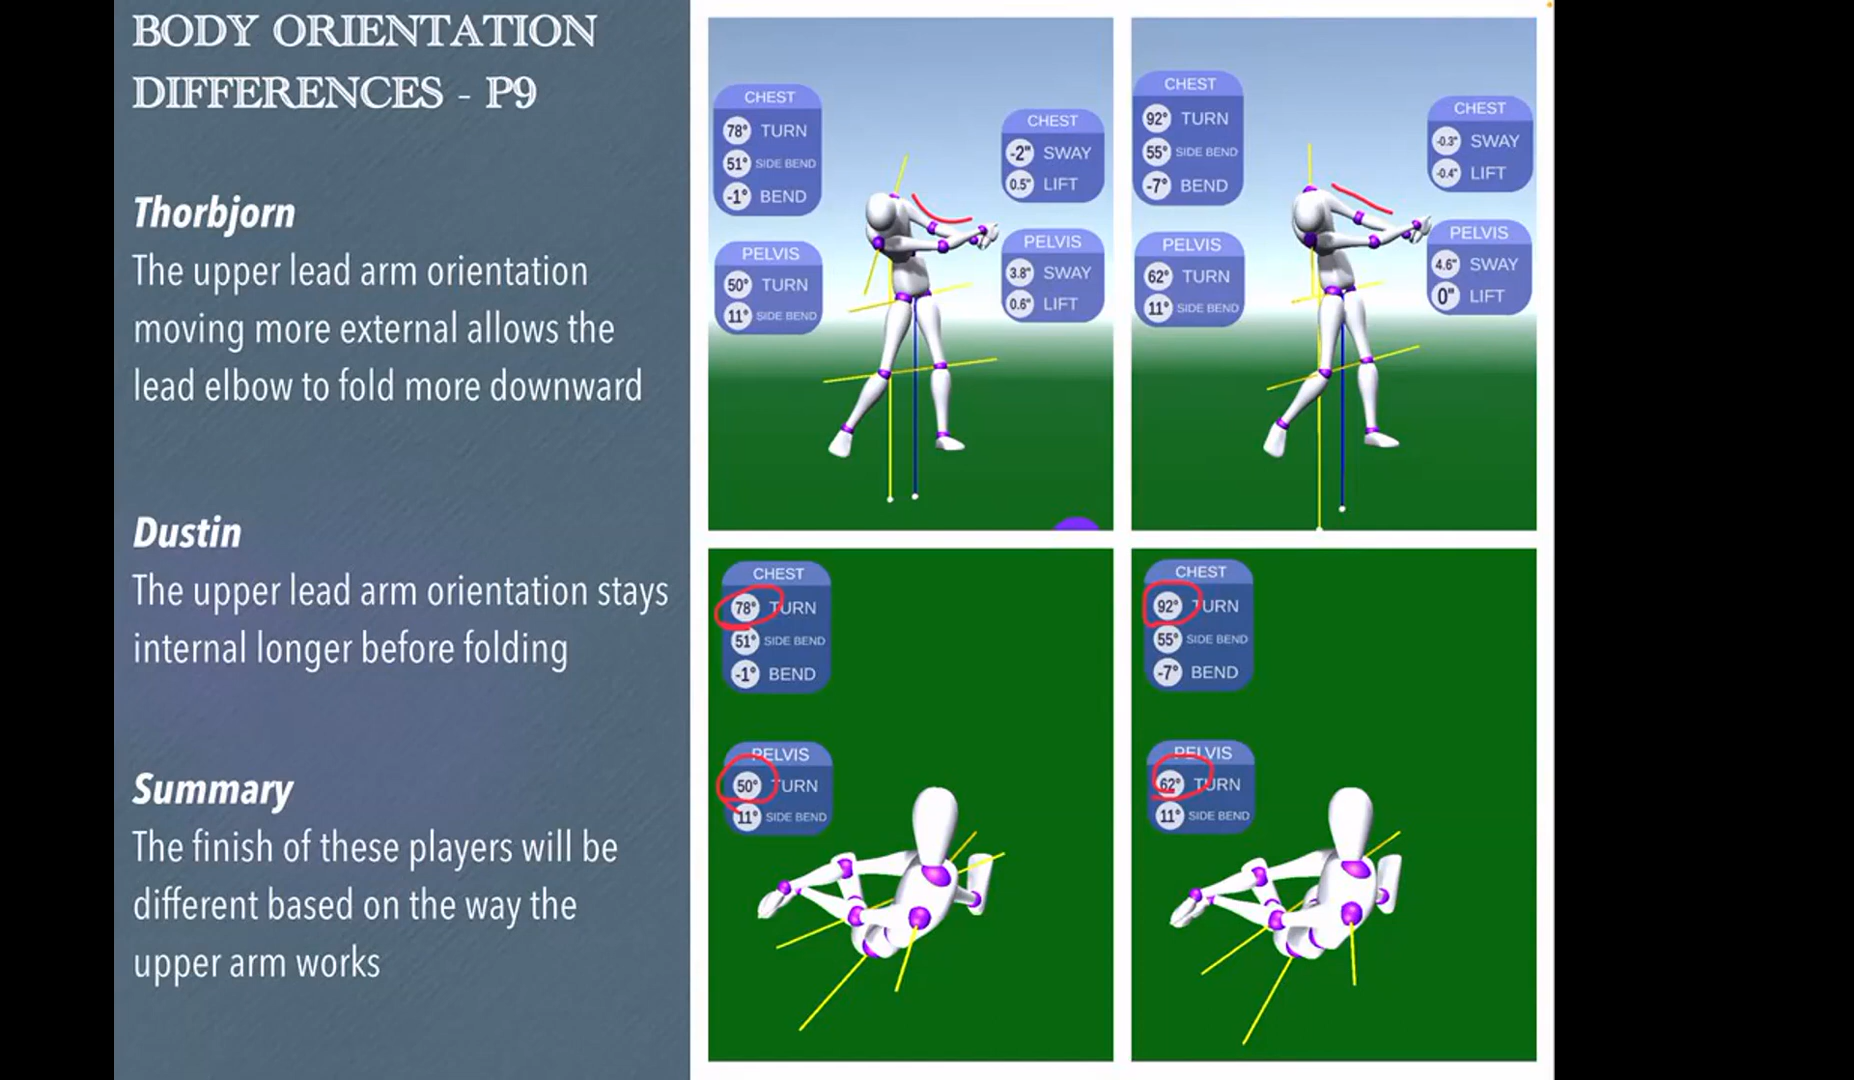 BODY ORIENTATION
DIFFERENCES - P9
Thorbjorn
The upper lead arm orientation
moving more external allows the
lead elbow to fold more downward
Dustin
The upper lead arm orientation stays
internal longer before folding
Summary
The finish of these players will be
different based on the way the
upper arm works
CHEST
78° TURN
51° SIDE BEND
-1° BEND
PELVIS
50° TURN
11° SIDE BEND
CHEST
-2" SWAY
0.5" LIFT
PELVIS
3.8" SWAY
0.6" LIFT
CHEST
92° TURN
55° SIDE BEND
-7° BEND
PELVIS
62° TURN
11° SIDE BEND
CHEST
-0.3" SWAY
-0.4" LIFT
PELVIS
4.6" SWAY
0" LIFT
CHEST
78° TURN
51° SIDE BEND
-1° BEND
PELVIS
50° TURN
11° SIDE BEND
CHEST
92° TURN
55° SIDE BEND
-7° BEND
PELVIS
62° TURN
11° SIDE BEND